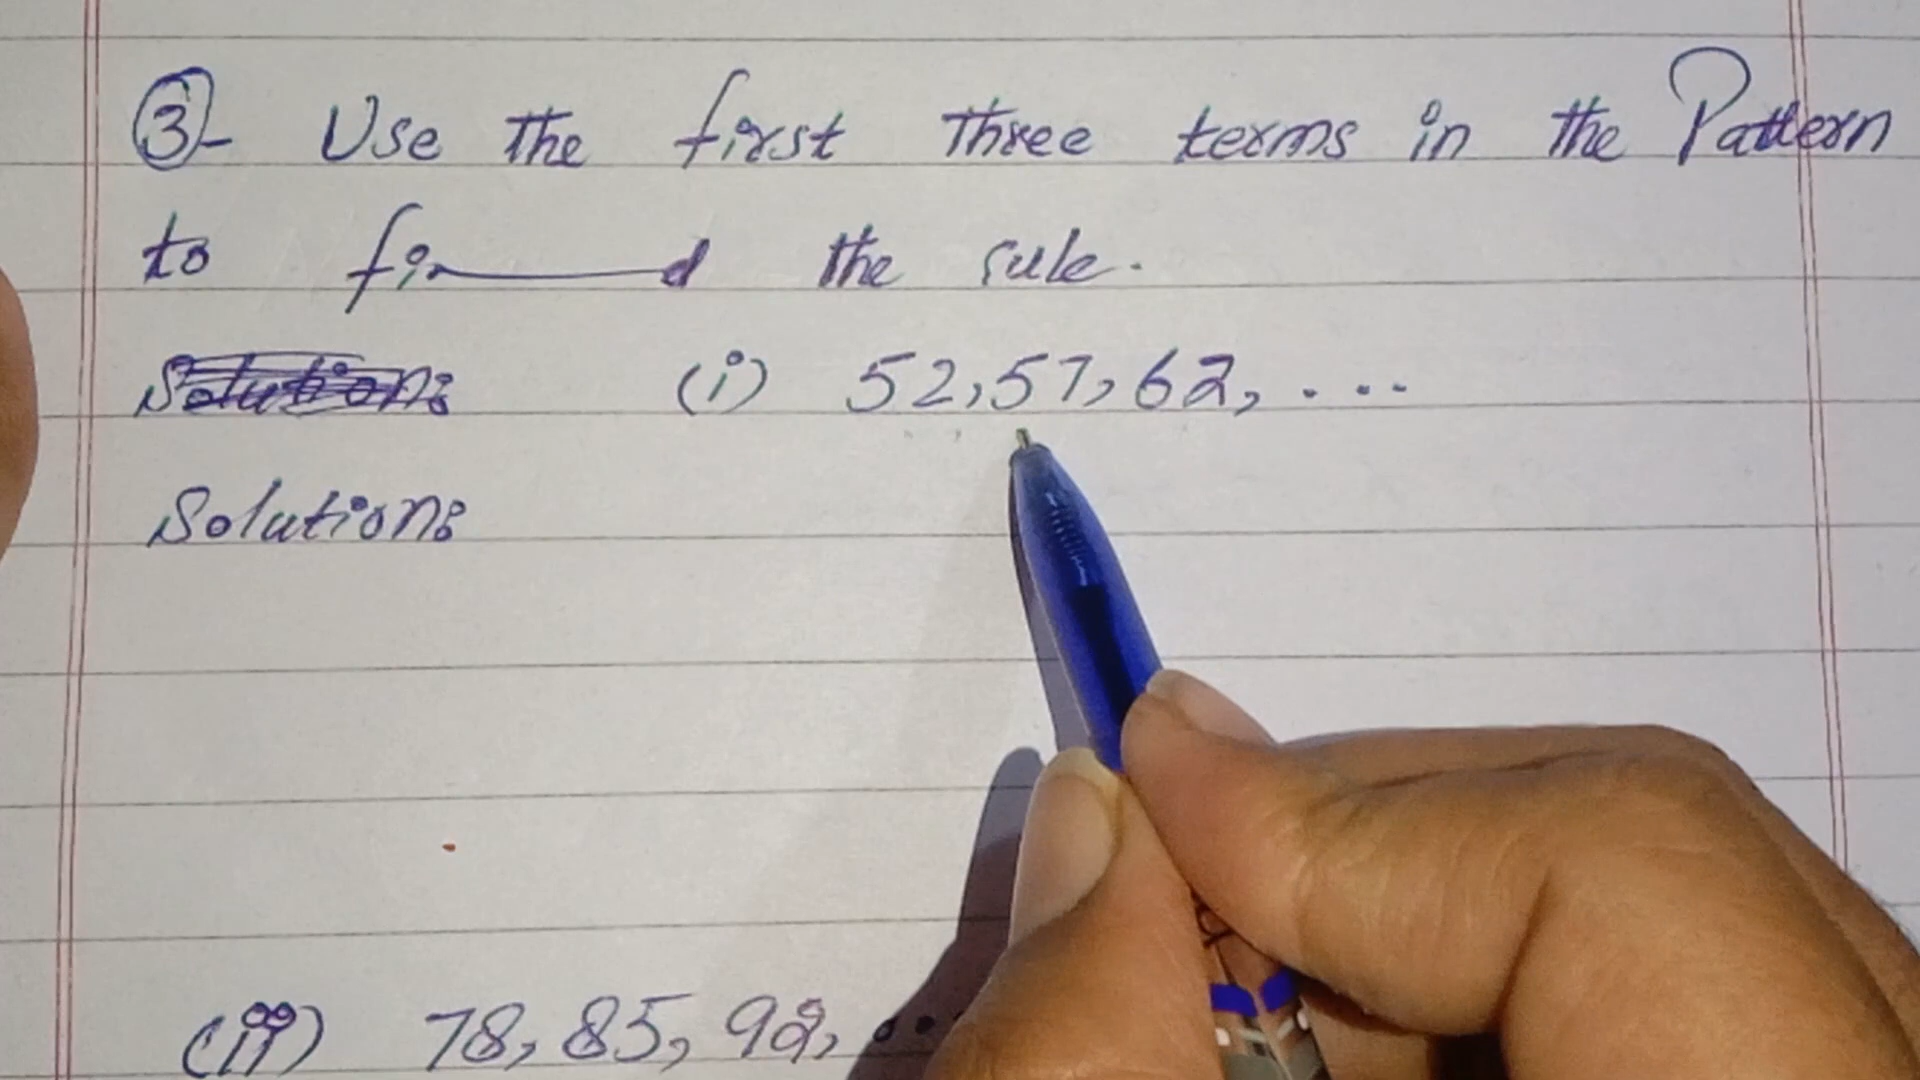 3- Use the first three terms in the Pattern
to find the rule.
Solution: (i) 52,57,62, ...
Solution:
(ii) 78, 85, 92, ...